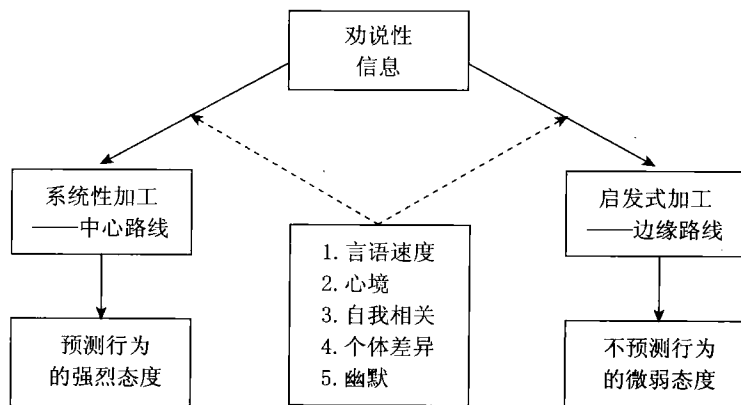 劝说性
信息
系统性加工
——中心路线
启发式加工
——边缘路线
1. 言语速度
2. 心境
3. 自我相关
4. 个体差异
5. 幽默
预测行为
的强烈态度
不预测行为
的微弱态度